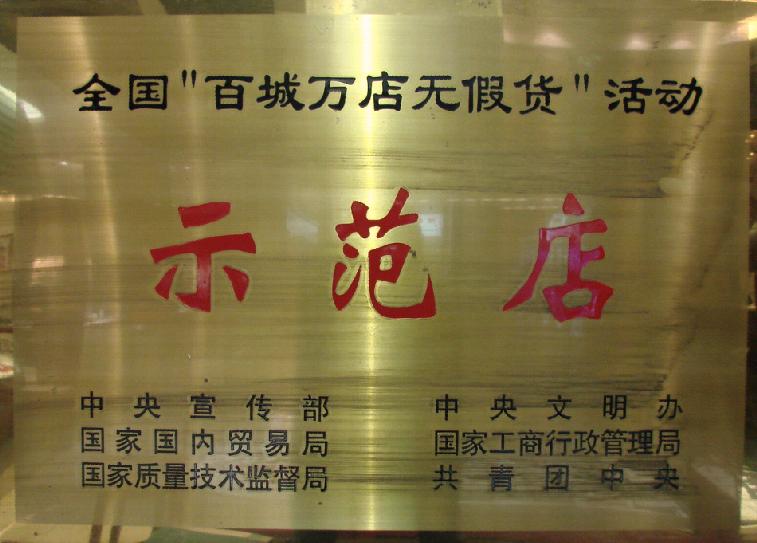 全国"百城万店无假货"活动
示范店
中央宣传部 中央文明办
国家国内贸易局 国家工商行政管理局
国家质量技术监督局 共青团中央